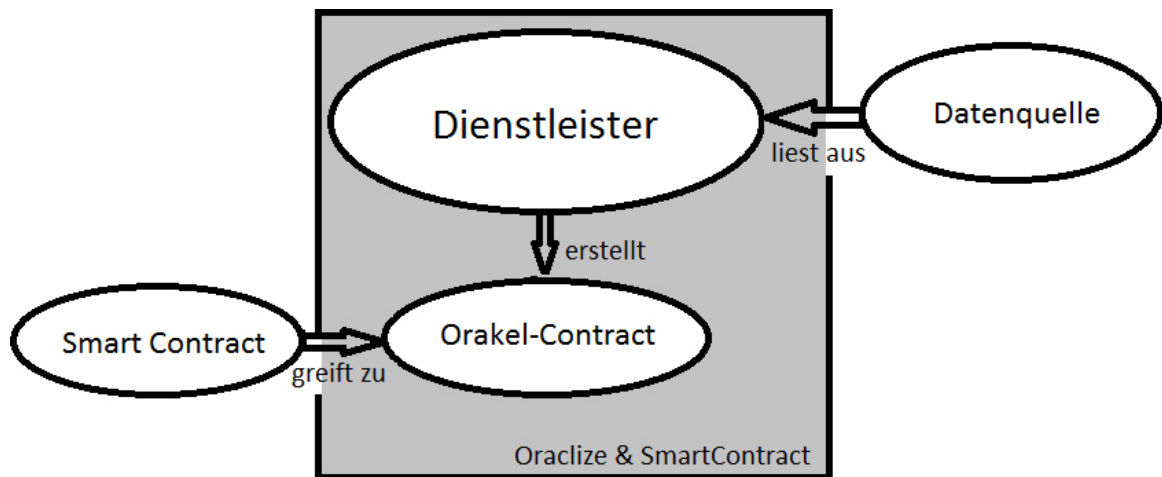 Dienstleister
Datenquelle
liest aus
erstellt
Smart Contract
Orakel-Contract
greift zu
Oraclize & SmartContract